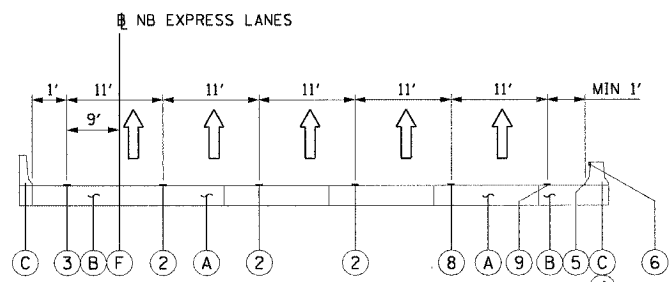 ℄ NB EXPRESS LANES
1' 11' 11' 11' 11' 11' MIN 1'
9'
C 3 B F 2 A 2 2 8 A 9 B 5 C 6